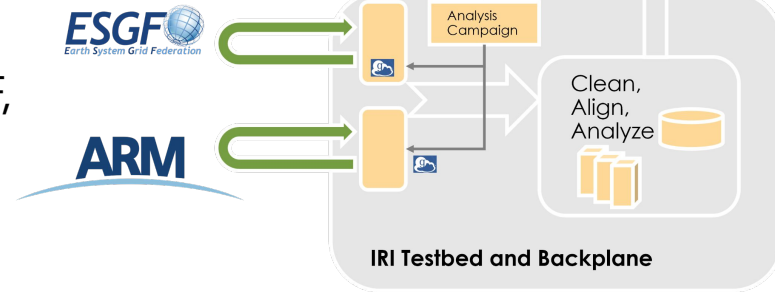 ESGF
Earth System Grid Federation
ARM
Analysis
Campaign
Clean,
Align,
Analyze
IRI Testbed and Backplane